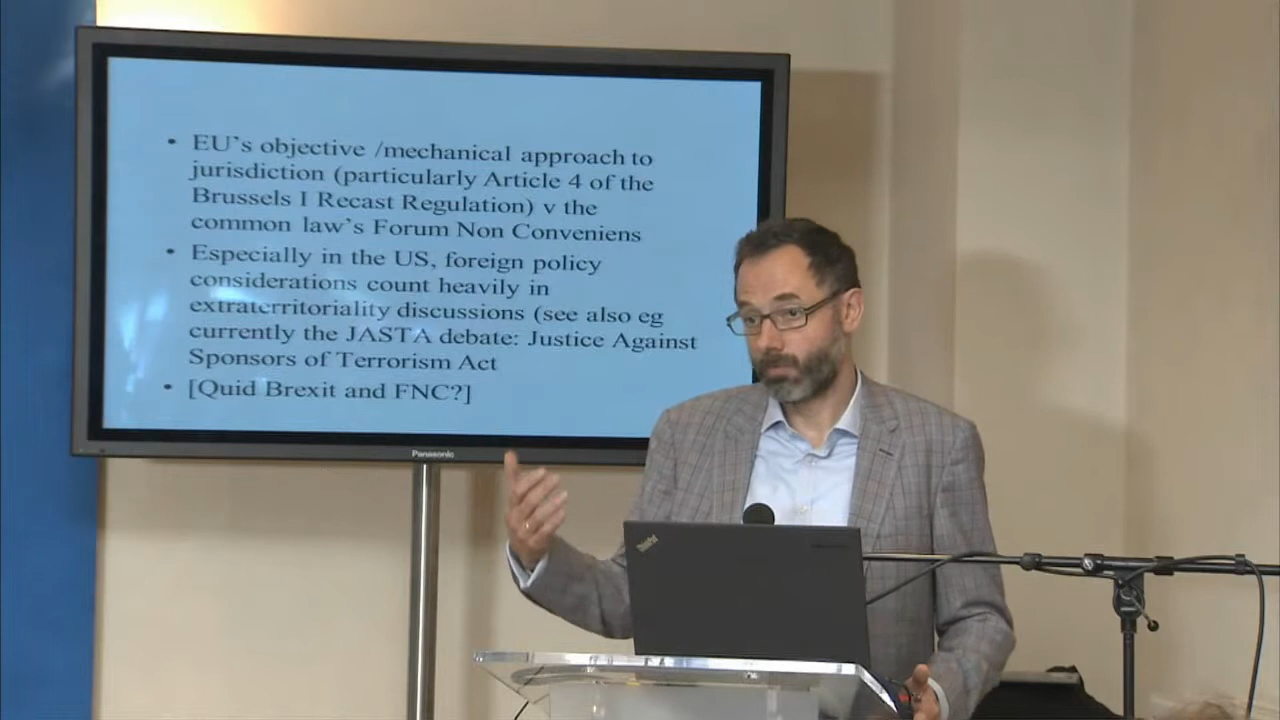 • EU's objective /mechanical approach to
jurisdiction (particularly Article 4 of the
Brussels I Recast Regulation) v the
common law's Forum Non Conveniens
• Especially in the US, foreign policy
considerations count heavily in
extraterritoriality discussions (see also eg
currently the JASTA debate: Justice Against
Sponsors of Terrorism Act
• [Quid Brexit and FNC?]
Panasonic
ThinkPad